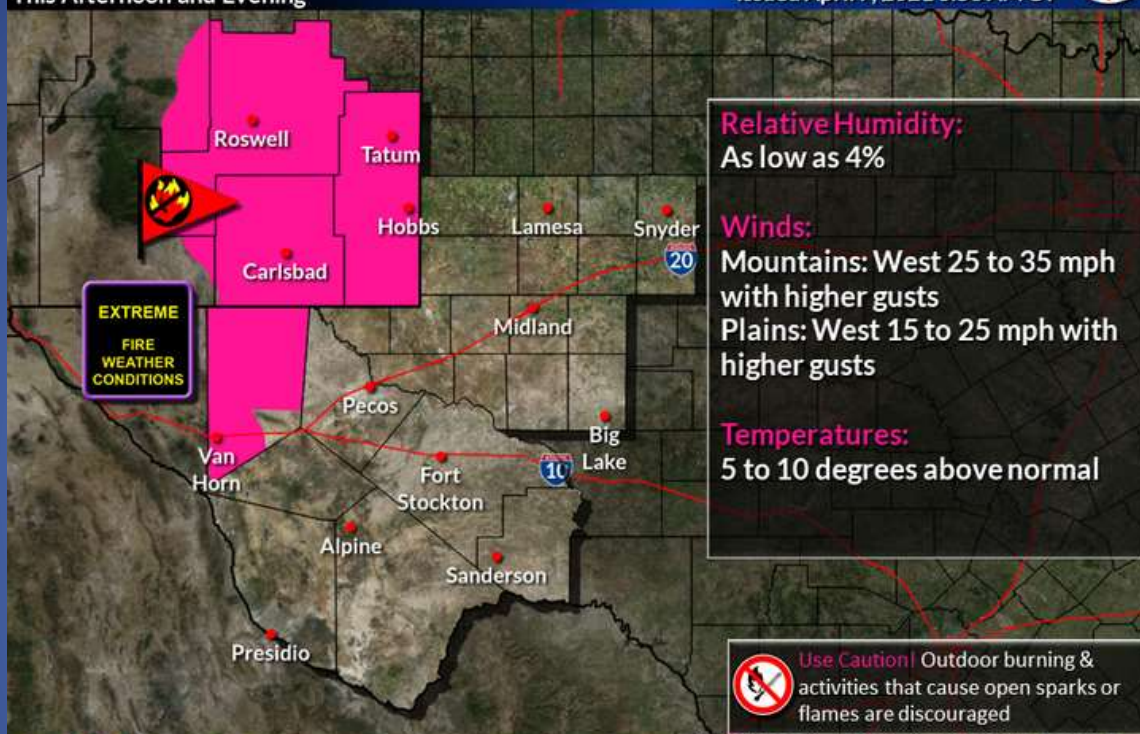 This Afternoon and Evening
Relative Humidity:
As low as 4%
Winds:
Mountains: West 25 to 35 mph
with higher gusts
Plains: West 15 to 25 mph with
higher gusts
Temperatures:
5 to 10 degrees above normal
Roswell
Tatum
Hobbs
Lamesa
Snyder
20
Carlsbad
EXTREME
FIRE
WEATHER
CONDITIONS
Midland
Pecos
Van
Horn
Big
Lake
Fort
Stockton
10
Alpine
Sanderson
Presidio
Use Caution! Outdoor burning &
activities that cause open sparks or
flames are discouraged